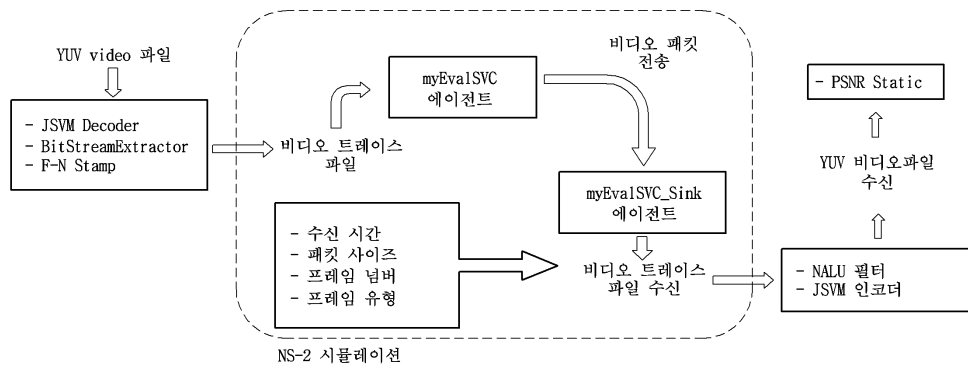 YUV video 파일
- JSVM Decoder
- BitStreamExtractor
- F-N Stamp
비디오 트레이스
파일
myEvalSVC
에이전트
비디오 패킷
전송
myEvalSVC_Sink
에이전트
- 수신 시간
- 패킷 사이즈
- 프레임 넘버
- 프레임 유형
비디오 트레이스
파일 수신
NS-2 시뮬레이션
- NALU 필터
- JSVM 인코더
YUV 비디오파일
수신
- PSNR Static